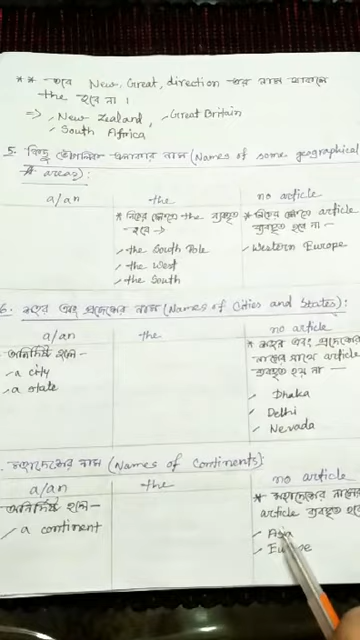 ** তবে New, Great, direction এর নাম থাকলে
the হবে না।
⇒ ✓ New Zealand, ✓ Great Britain
✓ South Africa
5. কিছু ভৌগোলিক এলাকার নাম (Names of some geographical
areas):
a/an the no article
* নিচের ক্ষেত্রে the ব্যবহৃত
হবে →
✓ the South Pole
✓ the West
✓ the South
* নিচের ক্ষেত্রে article
ব্যবহৃত হবে না —
✓ Western Europe
6. শহর এবং প্রদেশের নাম (Names of Cities and States):
a/an the no article
অনির্দিষ্ট হলে —
✓ a city
✓ a state
* শহর এবং প্রদেশের
নামের সাথে article
ব্যবহৃত হয় না —
✓ Dhaka
✓ Delhi
✓ Nevada
মহাদেশের নাম (Names of Continents):
a/an the no article
অনির্দিষ্ট হলে —
✓ a continent
* মহাদেশের নামের
article ব্যবহৃত হয়
✓ Asia